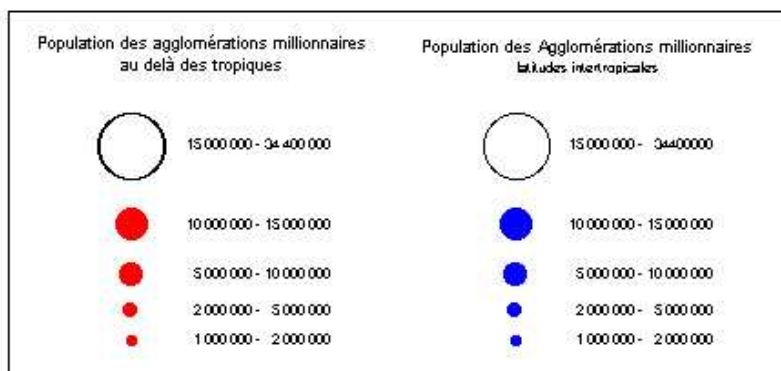 Population des agglomérations millionnaires
au delà des tropiques
15 000 000 - 34 400 000
10 000 000 - 15 000 000
5 000 000 - 10 000 000
2 000 000 - 5 000 000
1 000 000 - 2 000 000
Population des Agglomérations millionnaires
latitudes intertropicales
15 000 000 - 34400000
10 000 000 - 15 000 000
5 000 000 - 10 000 000
2 000 000 - 5 000 000
1 000 000 - 2 000 000